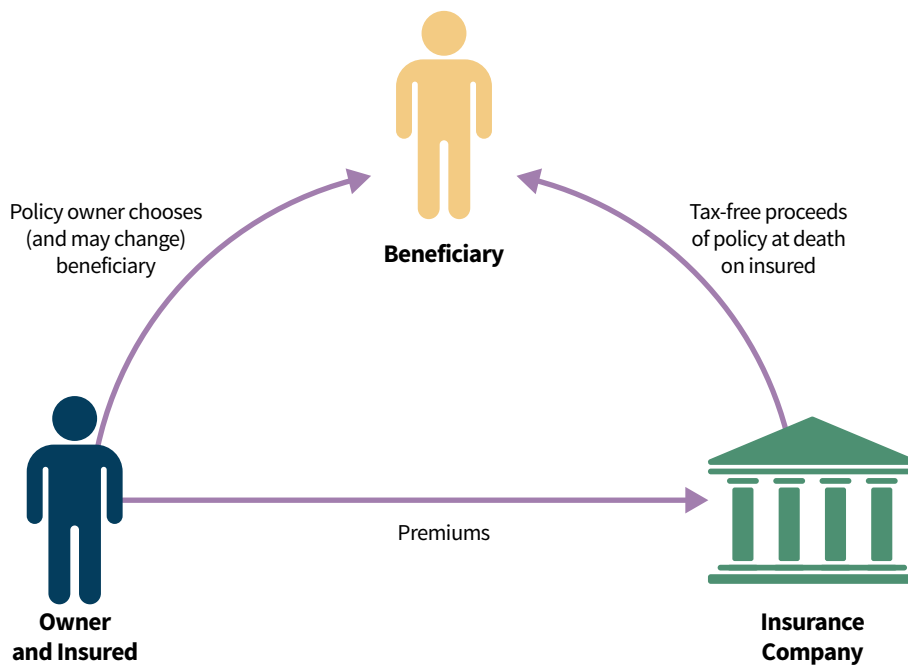 Policy owner chooses
(and may change)
beneficiary
Beneficiary
Tax-free proceeds
of policy at death
on insured
Premiums
Owner
and Insured
Insurance
Company